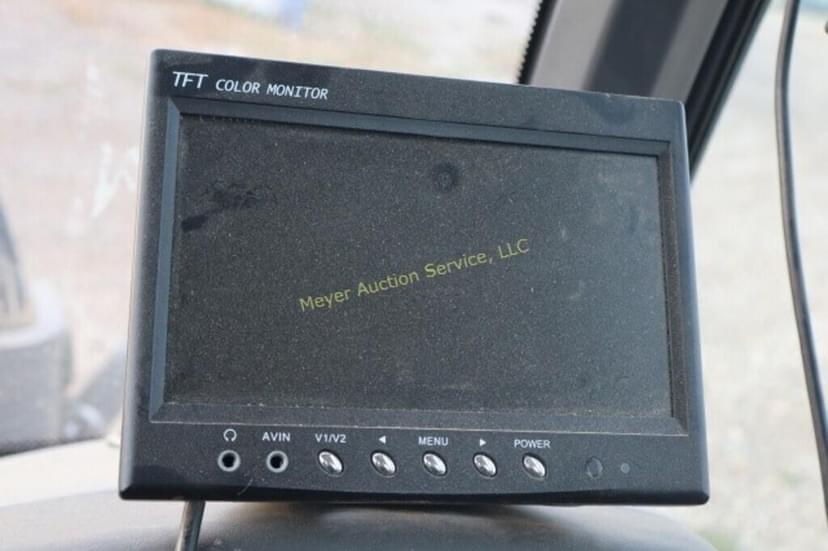 TFT COLOR MONITOR
Meyer Auction Service, LLC
AVIN V1/V2 MENU POWER